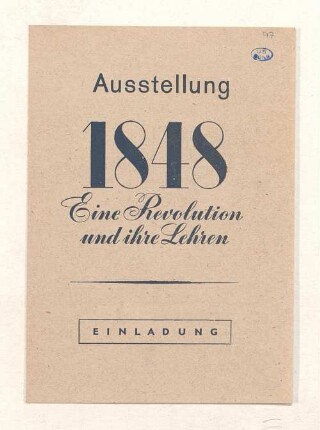 Ausstellung
1848
Eine Revolution
und ihre Lehren
EINLADUNG